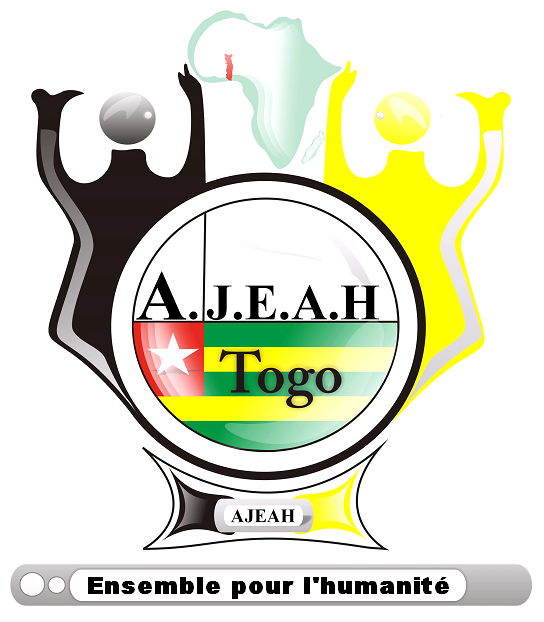 A.J.E.A.H
Togo
AJEAH
Ensemble pour l'humanité